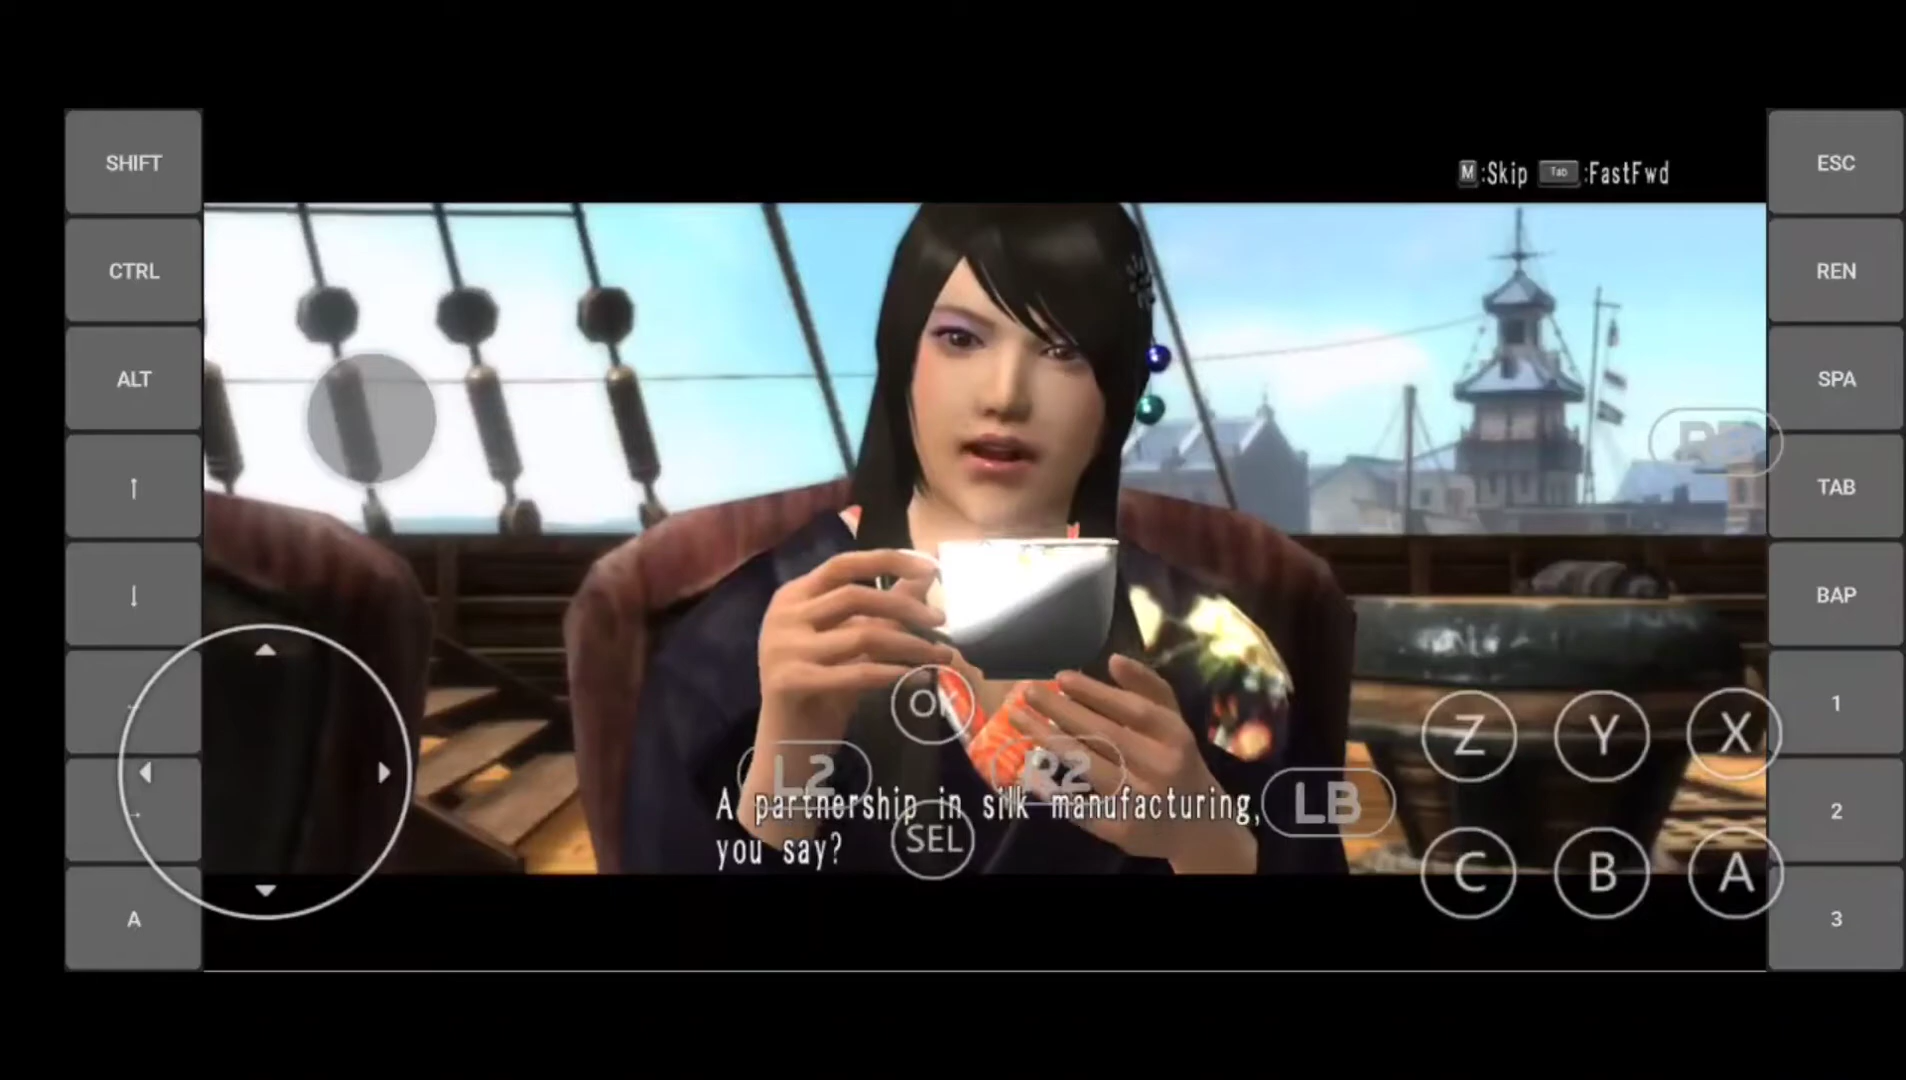 SHIFT
ESC
M :Skip Tab :FastFwd
CTRL
REN
ALT
SPA
↑
TAB
↓
BAP
OK
1
Z Y X
L2 R2
A partnership in silk manufacturing,
LB
you say?
SEL
2
C B A
A
3